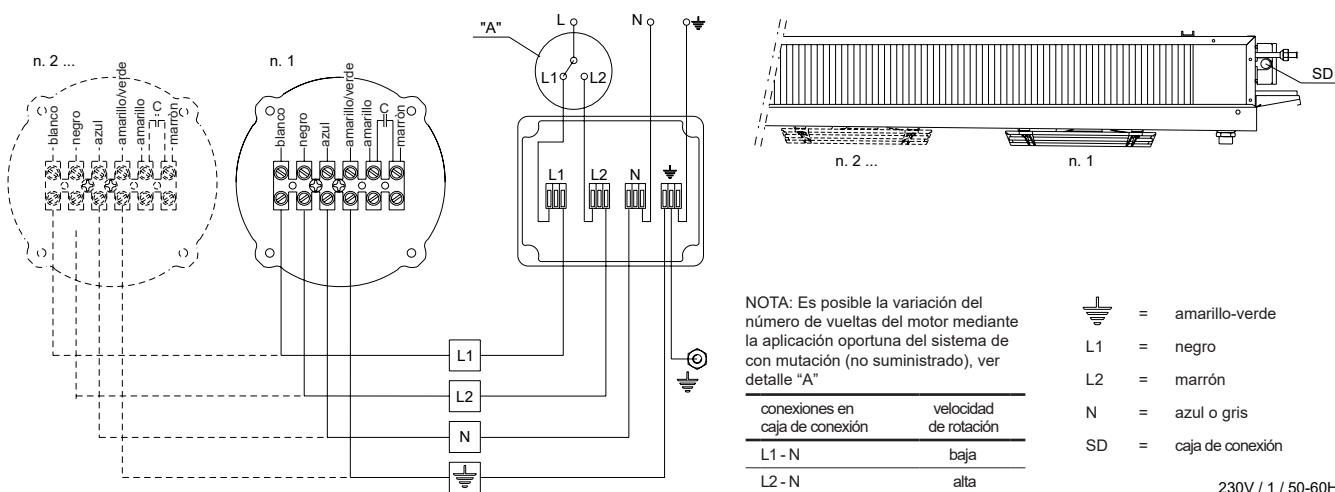 n. 2 ...
n. 1
blanco
negro
azul
amarillo/verde
amarillo
C
marrón
blanco
negro
azul
amarillo/verde
amarillo
C
marrón
"A"
L
N
L1
L2
L1
L2
N
L1
L2
N
SD
n. 2 ...
n. 1
NOTA: Es posible la variación del
número de vueltas del motor mediante
la aplicación oportuna del sistema de
con mutación (no suministrado), ver
detalle “A”
conexiones en velocidad
caja de conexión de rotación
L1 - N baja
L2 - N alta
= amarillo-verde
L1 = negro
L2 = marrón
N = azul o gris
SD = caja de conexión
230V / 1 / 50-60H